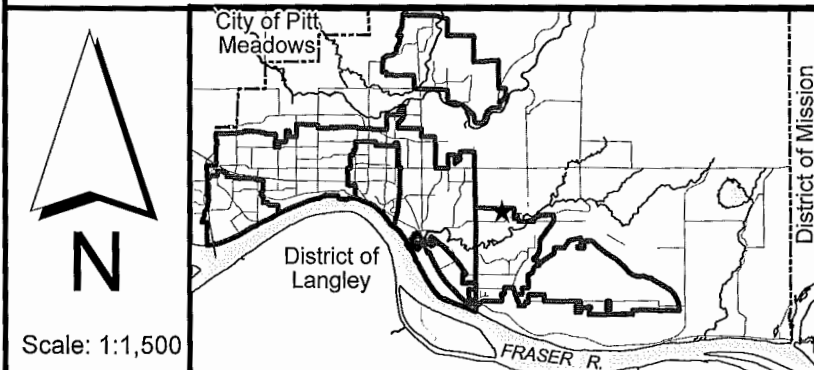 N
Scale: 1:1,500
City of Pitt
Meadows
District of
Langley
FRASER R.
District of Mission